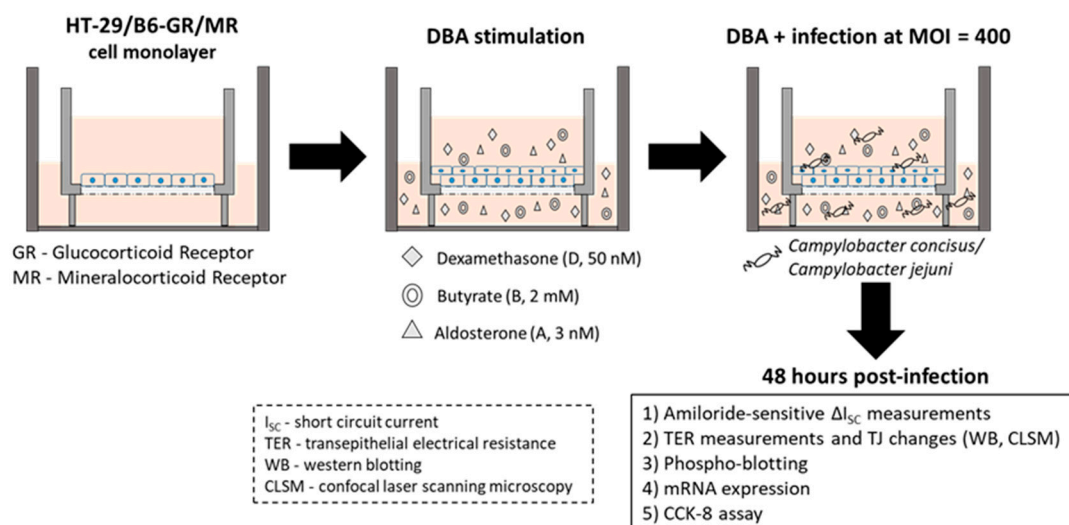 HT-29/B6-GR/MR
cell monolayer
DBA stimulation
DBA + infection at MOI = 400
GR - Glucocorticoid Receptor
MR - Mineralocorticoid Receptor
Dexamethasone (D, 50 nM)
Butyrate (B, 2 mM)
Aldosterone (A, 3 nM)
Campylobacter concisus/
Campylobacter jejuni
48 hours post-infection
I_SC - short circuit current
TER - transepithelial electrical resistance
WB - western blotting
CLSM - confocal laser scanning microscopy
1) Amiloride-sensitive ΔI_SC measurements
2) TER measurements and TJ changes (WB, CLSM)
3) Phospho-blotting
4) mRNA expression
5) CCK-8 assay